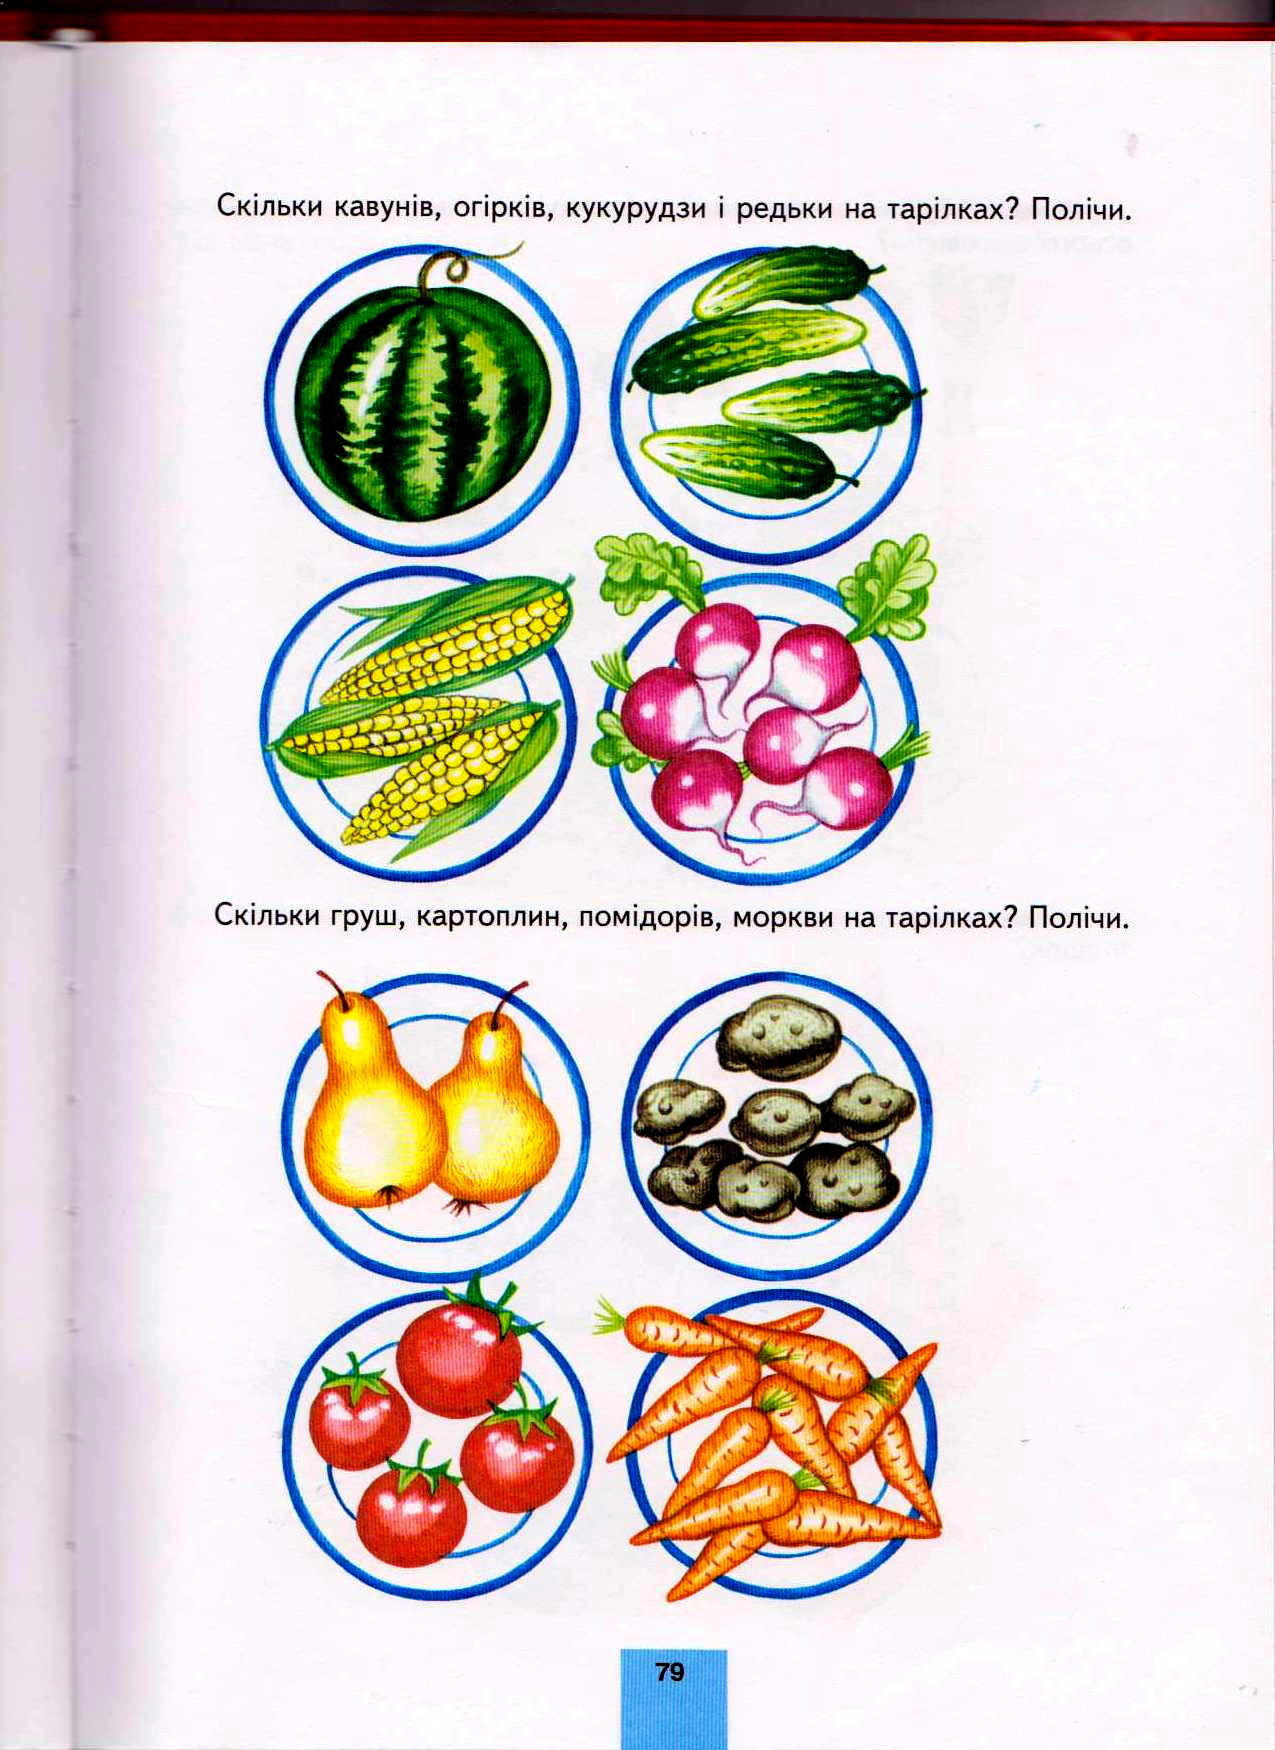 Скільки кавунів, огірків, кукурудзи і редьки на тарілках? Полічи.
Скільки груш, картоплин, помідорів, моркви на тарілках? Полічи.
79